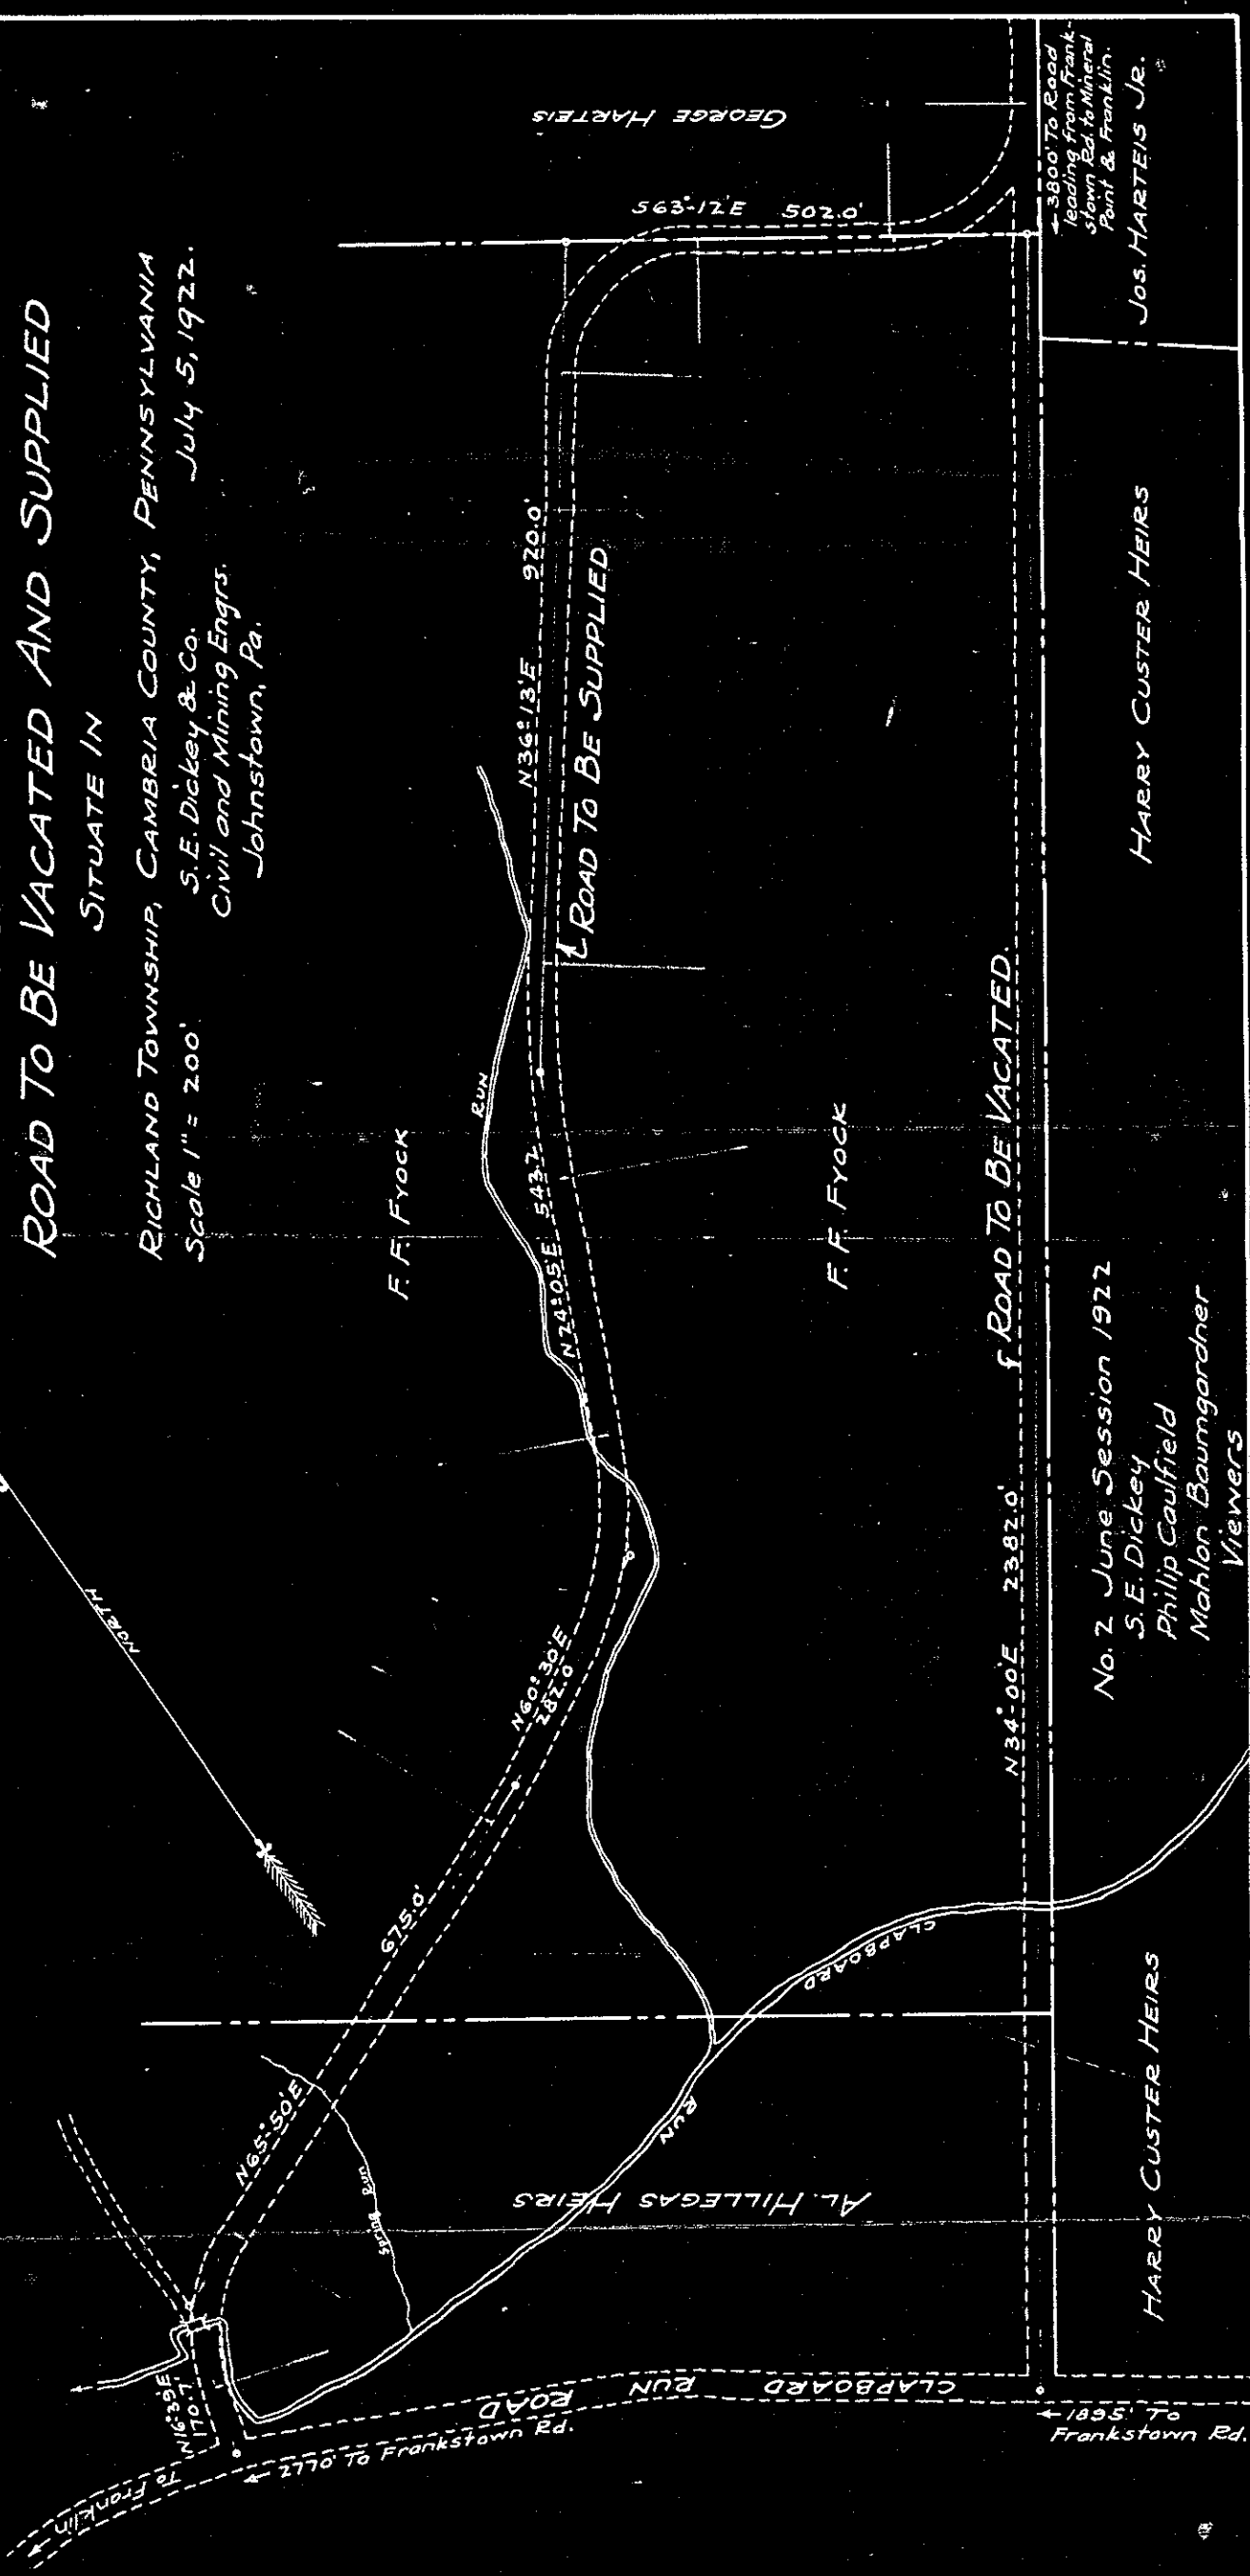 ROAD TO BE VACATED AND SUPPLIED
SITUATE IN
RICHLAND TOWNSHIP, CAMBRIA COUNTY, PENNSYLVANIA
Scale 1" = 200' S.E. Dickey & Co. July 5, 1922.
Civil and Mining Engrs.
Johnstown, Pa.
NORTH
F. F. FYOCK
RUN
GEORGE HARTEIS
S63°-12'E 502.0'
N36°-13'E 920.0'
ROAD TO BE SUPPLIED
N24°-05'E 543.7
N60°-30'E
282.0
675.0'
N65°-50'E
N16°-39'E
170.7'
To Franklin
2770' To Frankstown Rd.
CLAPBOARD RUN ROAD
Spring Run
AL. HILLEGAS HEIRS
CLAPBOARD
RUN
F. F. FYOCK
ROAD TO BE VACATED.
N34°-00'E 2382.0'
3800' To Road
leading from Frank-
stown Rd. to Mineral
Point & Franklin.
JOS. HARTEIS JR.
HARRY CUSTER HEIRS
No. 2 June Session 1922
S. E. Dickey
Philip Caulfield
Mahlon Baumgardner
Viewers
HARRY CUSTER HEIRS
1895' To
Frankstown Rd.